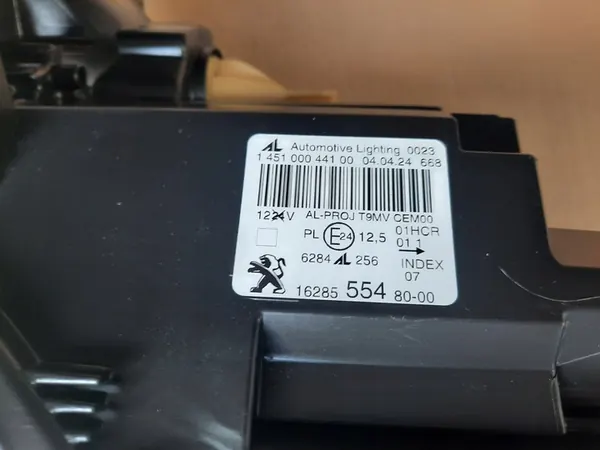 AL Automotive Lighting 0023
1 451 000 441 00 04.04.24 668
1224V AL-PROJ T9MV CEM00
PL E24 12,5 01HCR
01 1
6284 AL 256 INDEX
07
16285 554 80-00